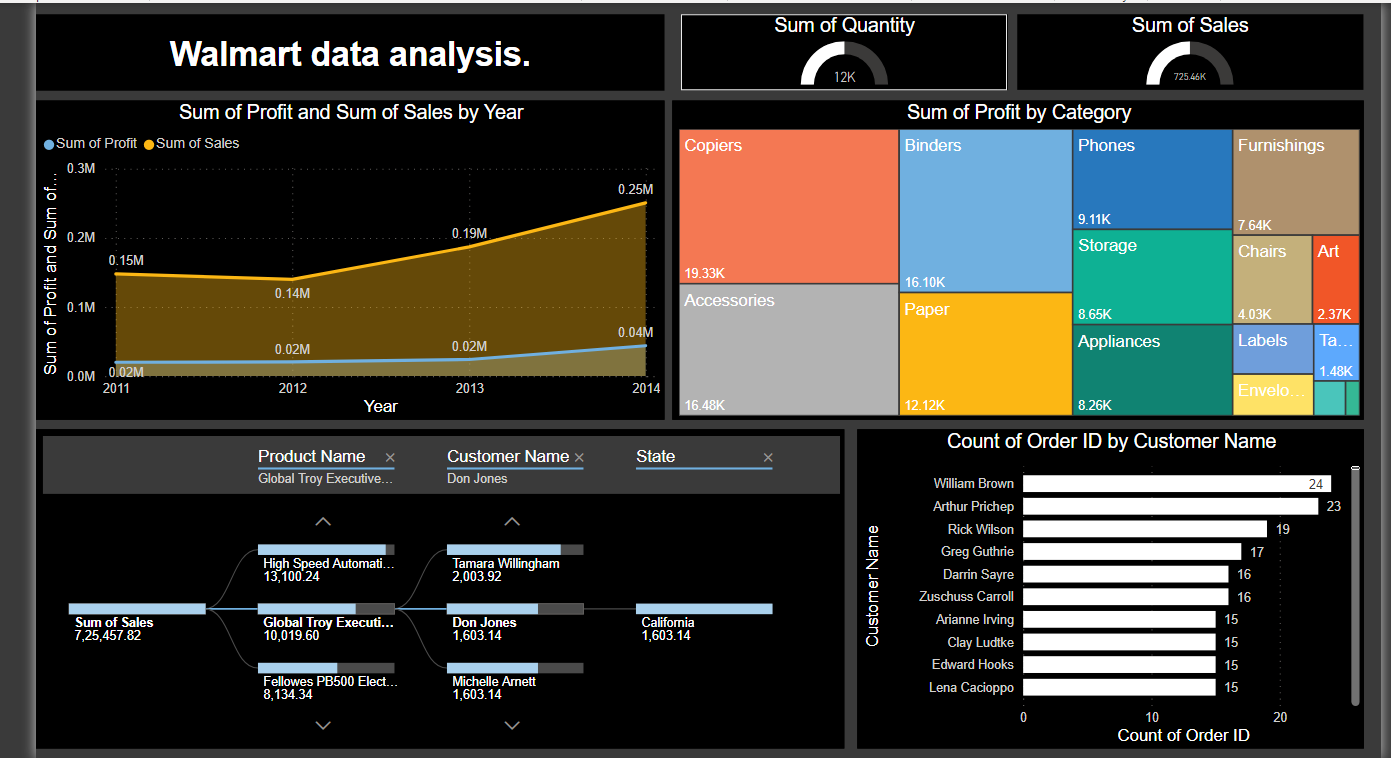 Walmart data analysis.
Sum of Quantity
12K
Sum of Sales
725.46K
Sum of Profit and Sum of Sales by Year
Sum of Profit Sum of Sales
Sum of Profit and Sum of...
0.3M
0.2M
0.1M
0.0M
0.15M
0.14M
0.19M
0.25M
0.02M
0.02M
0.02M
0.04M
2011 2012 2013 2014
Year
Sum of Profit by Category
Copiers
19.33K
Accessories
16.48K
Binders
16.10K
Paper
12.12K
Phones
9.11K
Storage
8.65K
Appliances
8.26K
Furnishings
7.64K
Chairs
4.03K
Art
2.37K
Labels
Ta...
1.48K
Envelo...
Product Name
Global Troy Executive...
Customer Name
Don Jones
State
Sum of Sales
7,25,457.82
High Speed Automati...
13,100.24
Global Troy Executi...
10,019.60
Fellowes PB500 Elect...
8,134.34
Tamara Willingham
2,003.92
Don Jones
1,603.14
Michelle Arnett
1,603.14
California
1,603.14
Count of Order ID by Customer Name
Customer Name
William Brown 24
Arthur Prichep 23
Rick Wilson 19
Greg Guthrie 17
Darrin Sayre 16
Zuschuss Carroll 16
Arianne Irving 15
Clay Ludtke 15
Edward Hooks 15
Lena Cacioppo 15
0 10 20
Count of Order ID